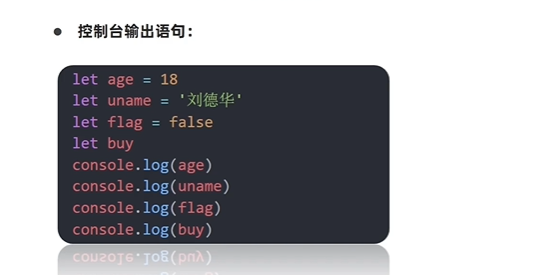 ● 控制台输出语句：
let age = 18
let uname = '刘德华'
let flag = false
let buy
console.log(age)
console.log(uname)
console.log(flag)
console.log(buy)